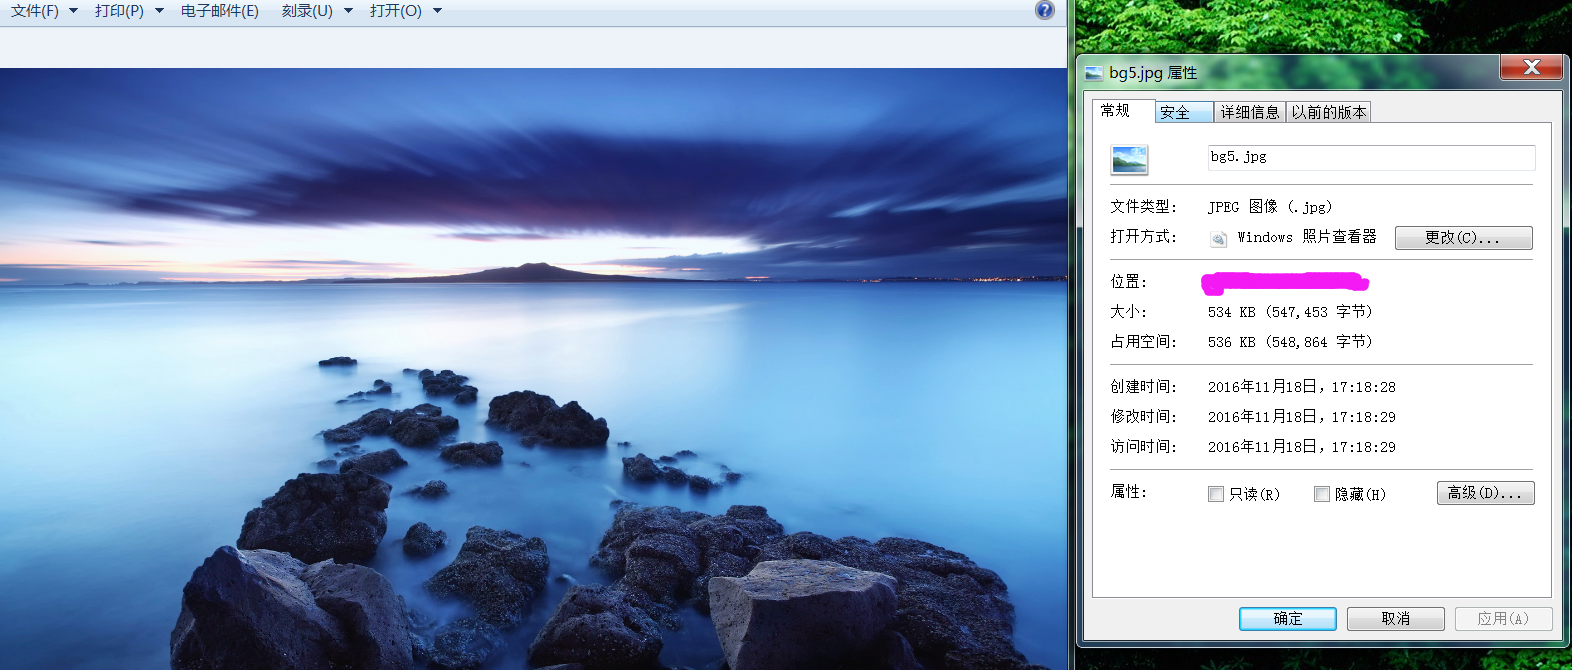 文件(F) 打印(P) 电子邮件(E) 刻录(U) 打开(O)
bg5.jpg 属性
常规 安全 详细信息 以前的版本
bg5.jpg
文件类型: JPEG 图像 (.jpg)
打开方式: Windows 照片查看器 更改(C)...
位置:
大小: 534 KB (547,453 字节)
占用空间: 536 KB (548,864 字节)
创建时间: 2016年11月18日，17:18:28
修改时间: 2016年11月18日，17:18:29
访问时间: 2016年11月18日，17:18:29
属性: 只读(R) 隐藏(H) 高级(D)...
确定 取消 应用(A)